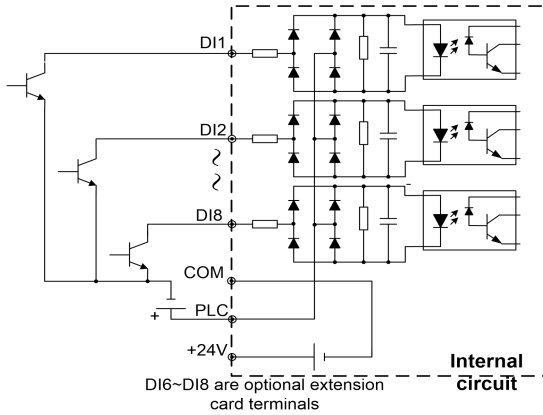 DI1
DI2
~
~
DI8
COM
+
PLC
+24V
Internal
circuit
DI6~DI8 are optional extension
card terminals